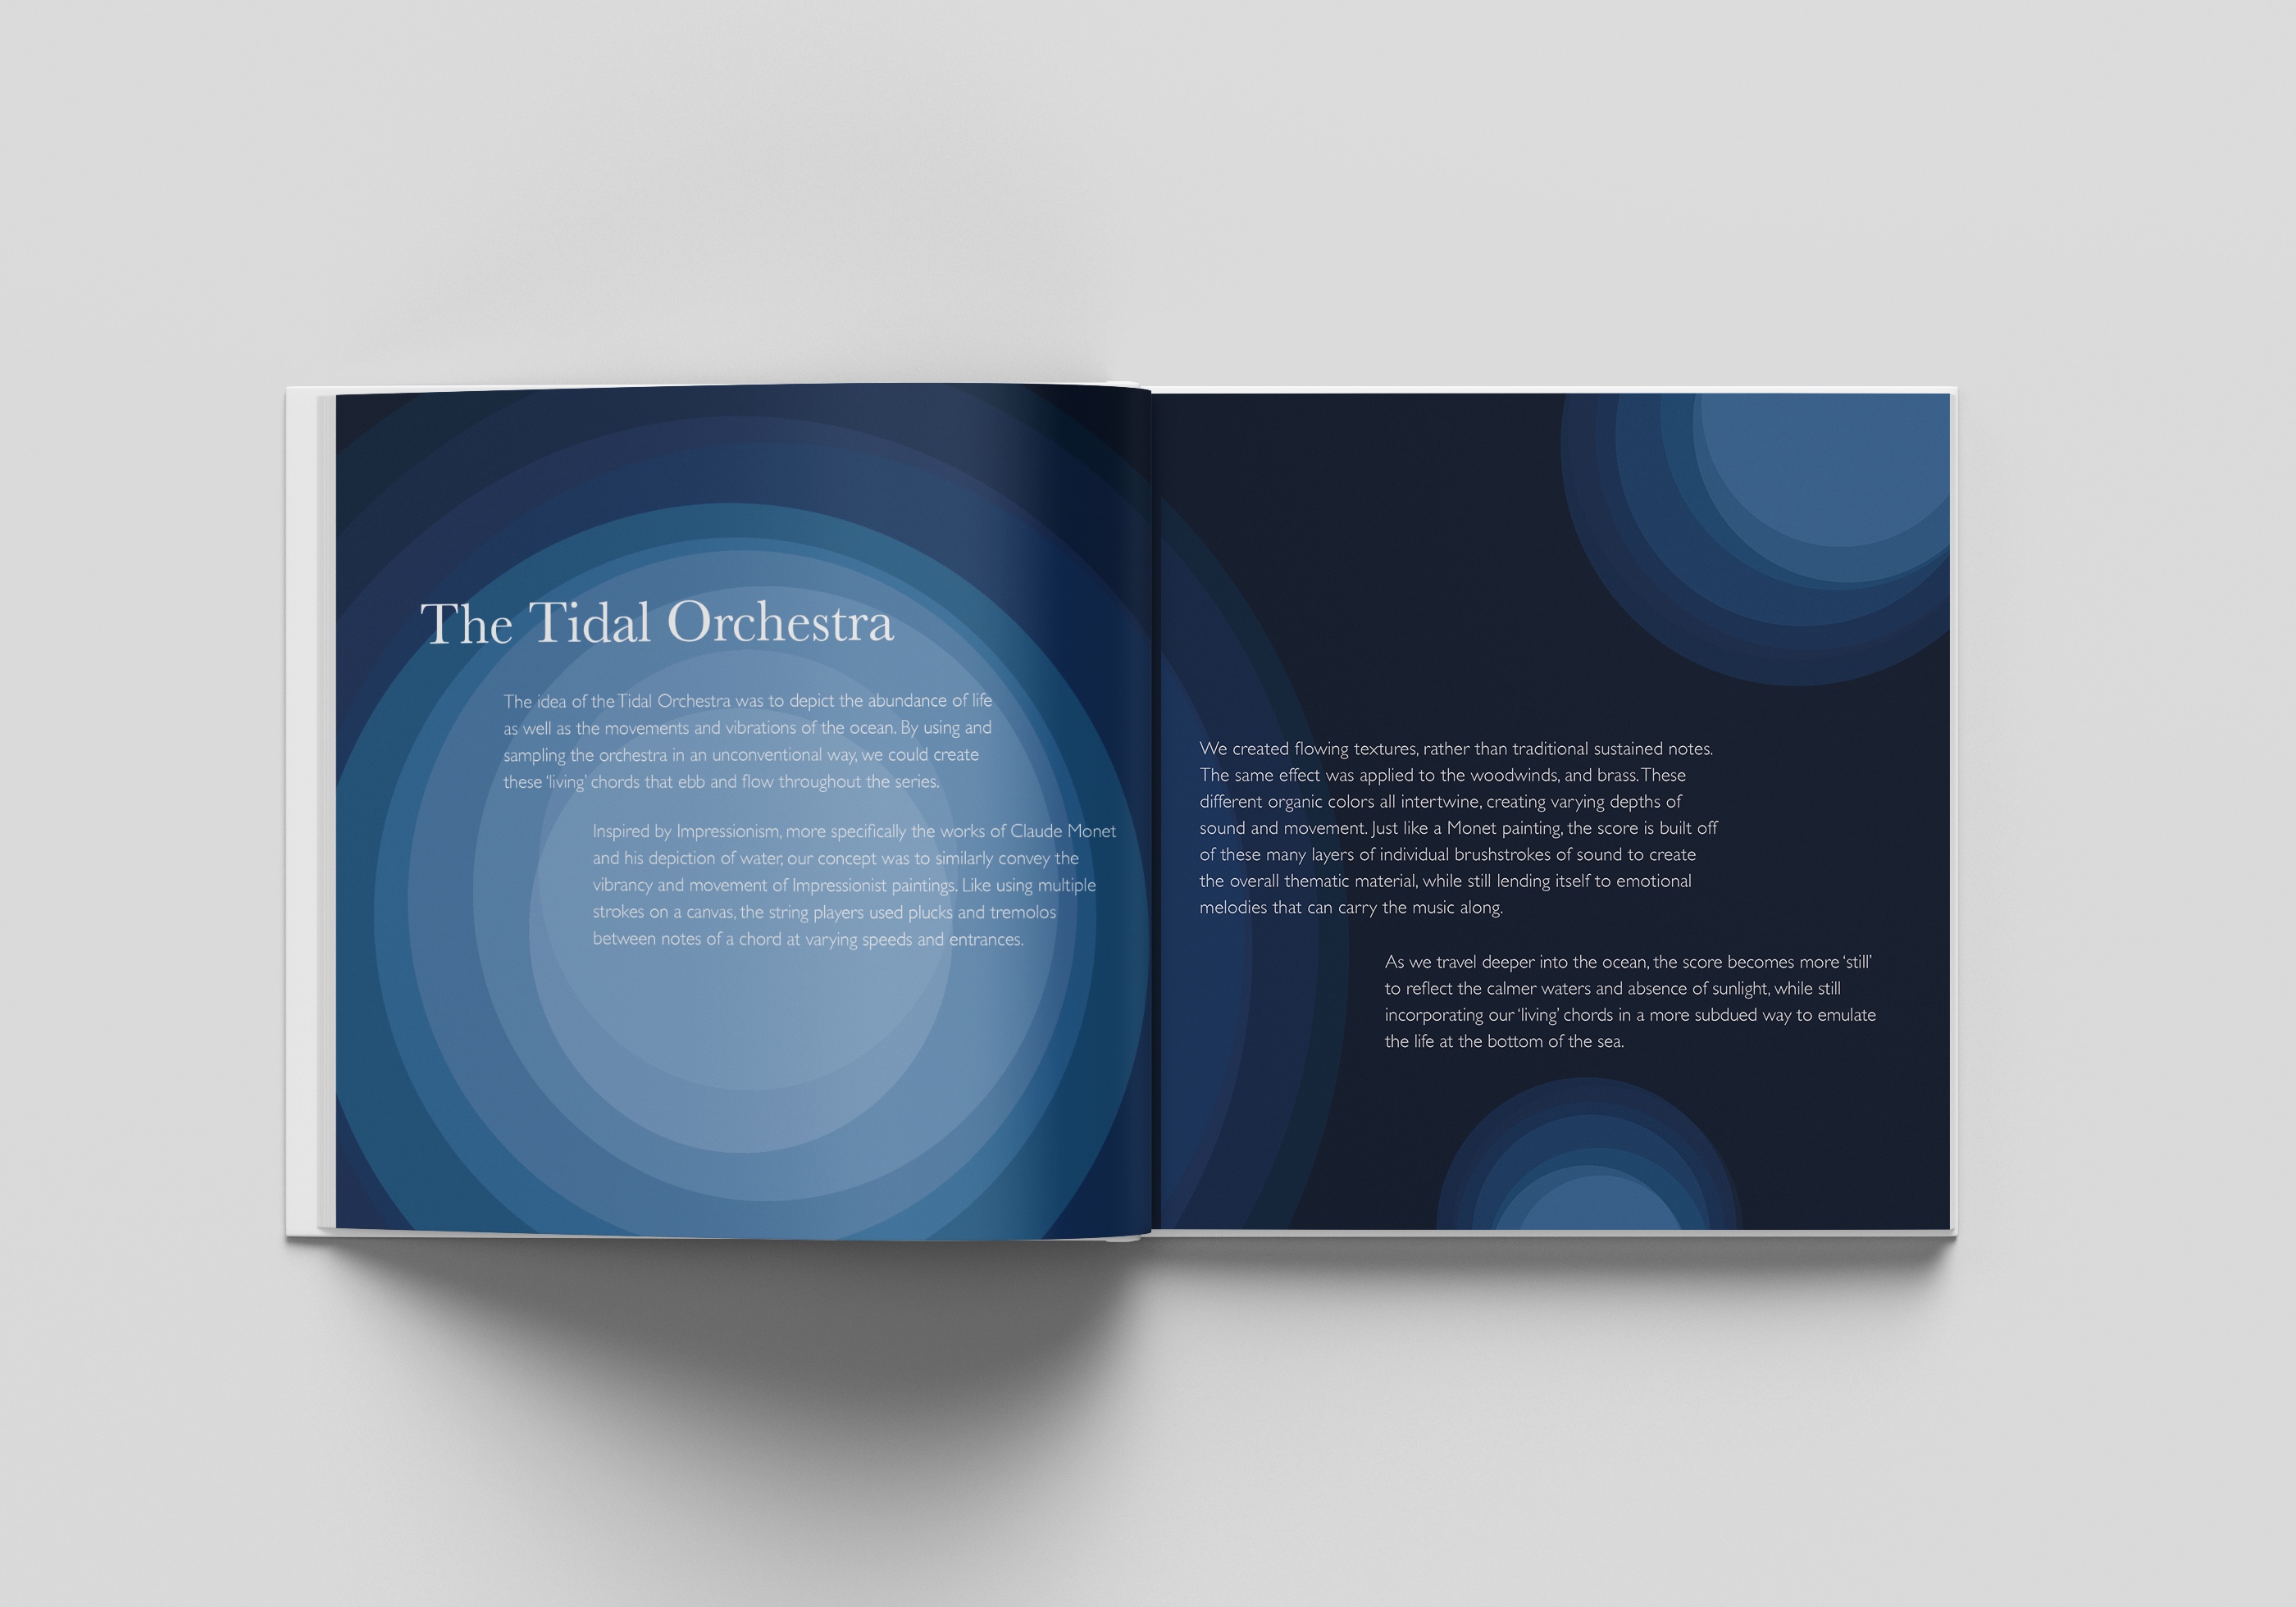 The Tidal Orchestra
The idea of the Tidal Orchestra was to depict the abundance of life
as well as the movements and vibrations of the ocean. By using and
sampling the orchestra in an unconventional way, we could create
these ‘living’ chords that ebb and flow throughout the series.
Inspired by Impressionism, more specifically the works of Claude Monet
and his depiction of water, our concept was to similarly convey the
vibrancy and movement of Impressionist paintings. Like using multiple
strokes on a canvas, the string players used plucks and tremolos
between notes of a chord at varying speeds and entrances.
We created flowing textures, rather than traditional sustained notes.
The same effect was applied to the woodwinds, and brass. These
different organic colors all intertwine, creating varying depths of
sound and movement. Just like a Monet painting, the score is built off
of these many layers of individual brushstrokes of sound to create
the overall thematic material, while still lending itself to emotional
melodies that can carry the music along.
As we travel deeper into the ocean, the score becomes more ‘still’
to reflect the calmer waters and absence of sunlight, while still
incorporating our ‘living’ chords in a more subdued way to emulate
the life at the bottom of the sea.